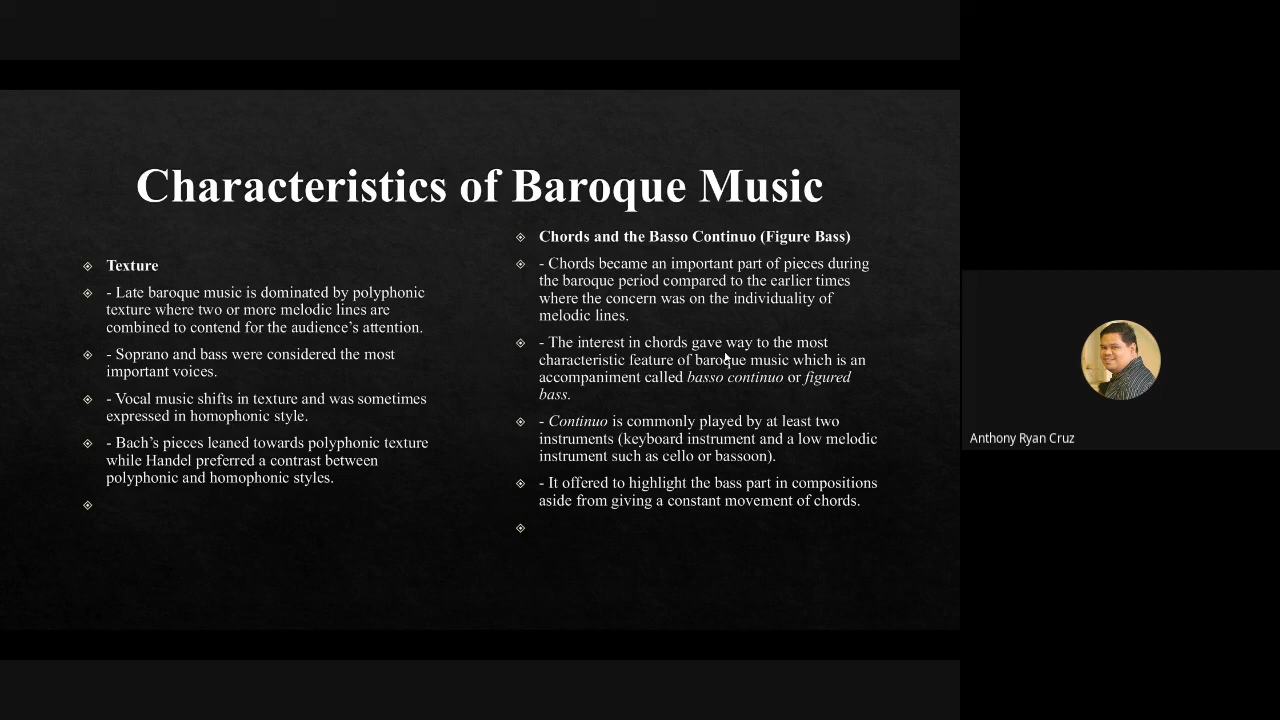 Characteristics of Baroque Music
Texture
- Late baroque music is dominated by polyphonic
texture where two or more melodic lines are
combined to contend for the audience’s attention.
- Soprano and bass were considered the most
important voices.
- Vocal music shifts in texture and was sometimes
expressed in homophonic style.
- Bach’s pieces leaned towards polyphonic texture
while Handel preferred a contrast between
polyphonic and homophonic styles.
Chords and the Basso Continuo (Figure Bass)
- Chords became an important part of pieces during
the baroque period compared to the earlier times
where the concern was on the individuality of
melodic lines.
- The interest in chords gave way to the most
characteristic feature of baroque music which is an
accompaniment called basso continuo or figured
bass.
- Continuo is commonly played by at least two
instruments (keyboard instrument and a low melodic
instrument such as cello or bassoon).
- It offered to highlight the bass part in compositions
aside from giving a constant movement of chords.
Anthony Ryan Cruz